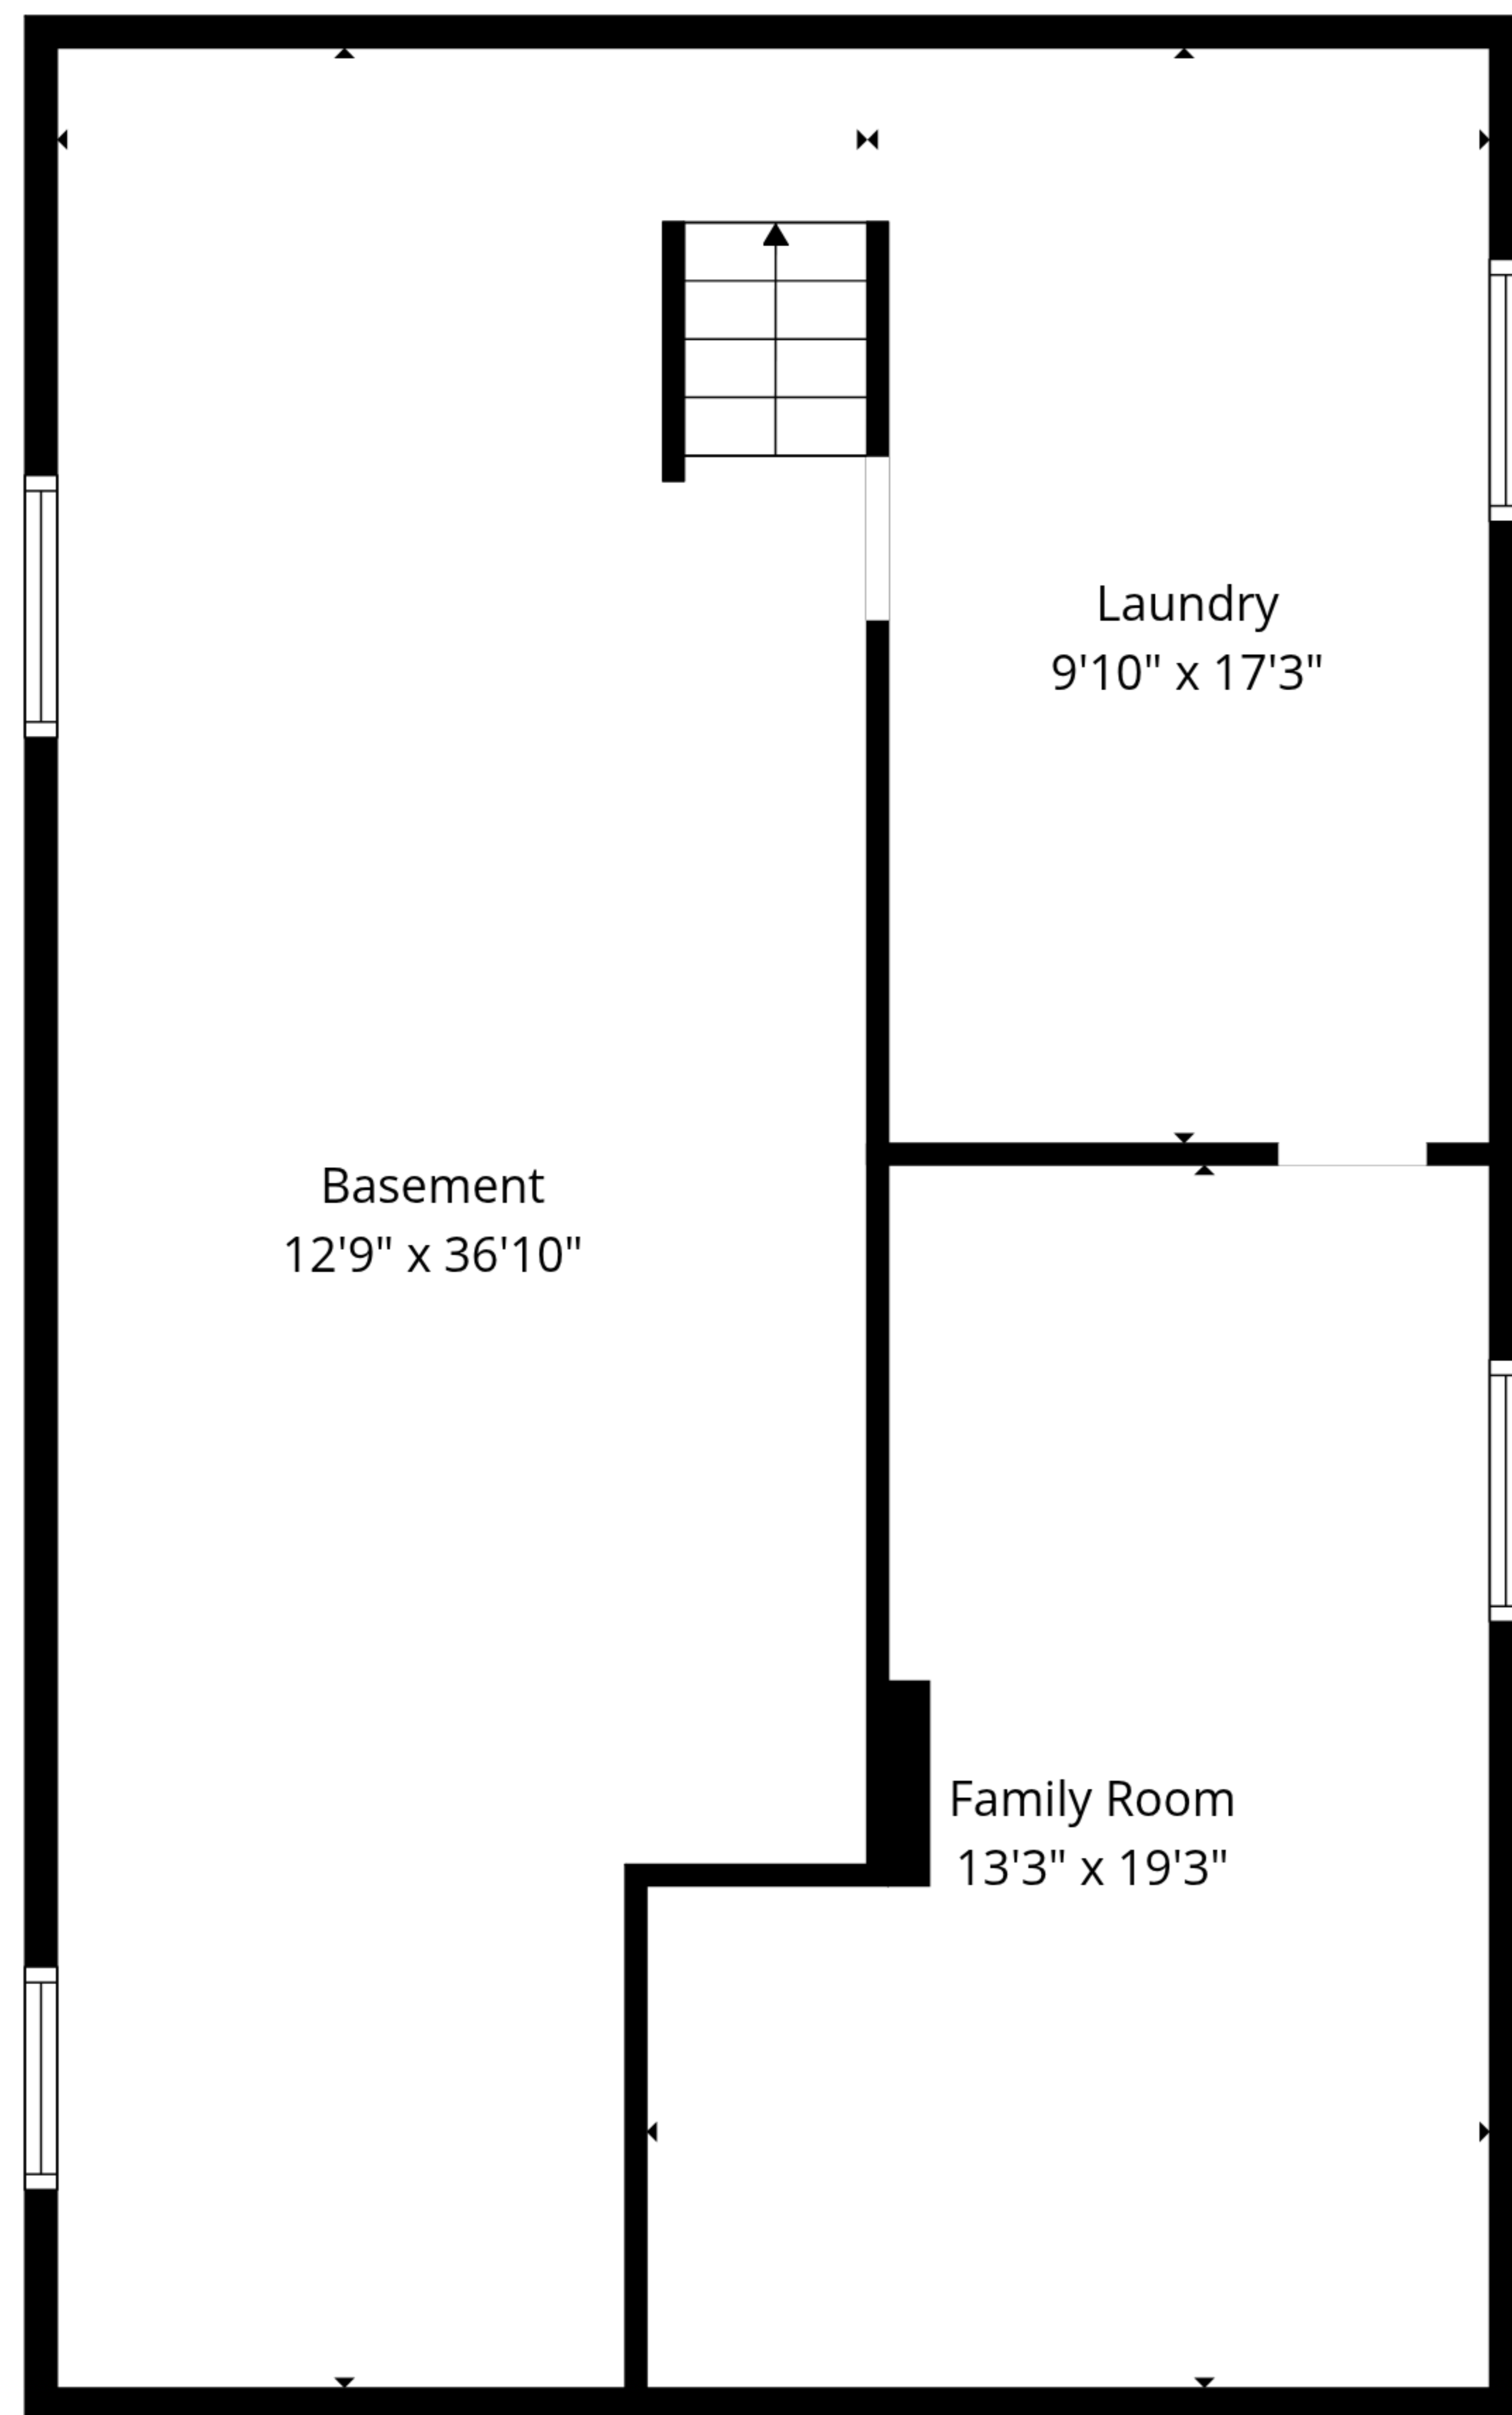 Laundry
9'10" x 17'3"
Basement
12'9" x 36'10"
Family Room
13'3" x 19'3"